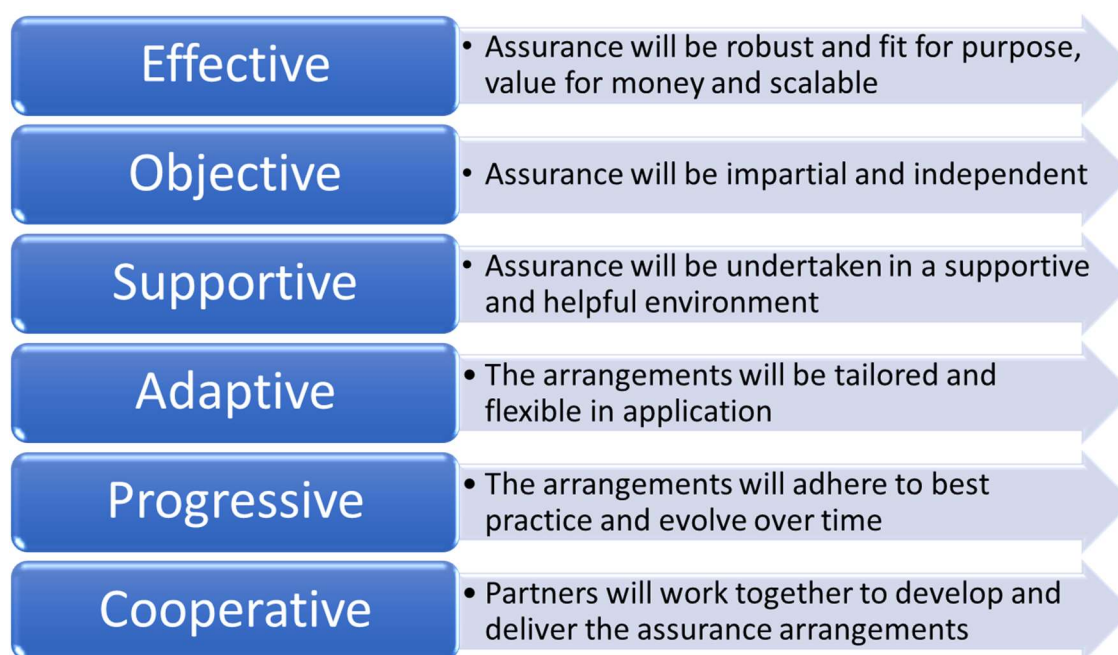 Effective
• Assurance will be robust and fit for purpose,
value for money and scalable
Objective
• Assurance will be impartial and independent
Supportive
• Assurance will be undertaken in a supportive
and helpful environment
Adaptive
• The arrangements will be tailored and
flexible in application
Progressive
• The arrangements will adhere to best
practice and evolve over time
Cooperative
• Partners will work together to develop and
deliver the assurance arrangements